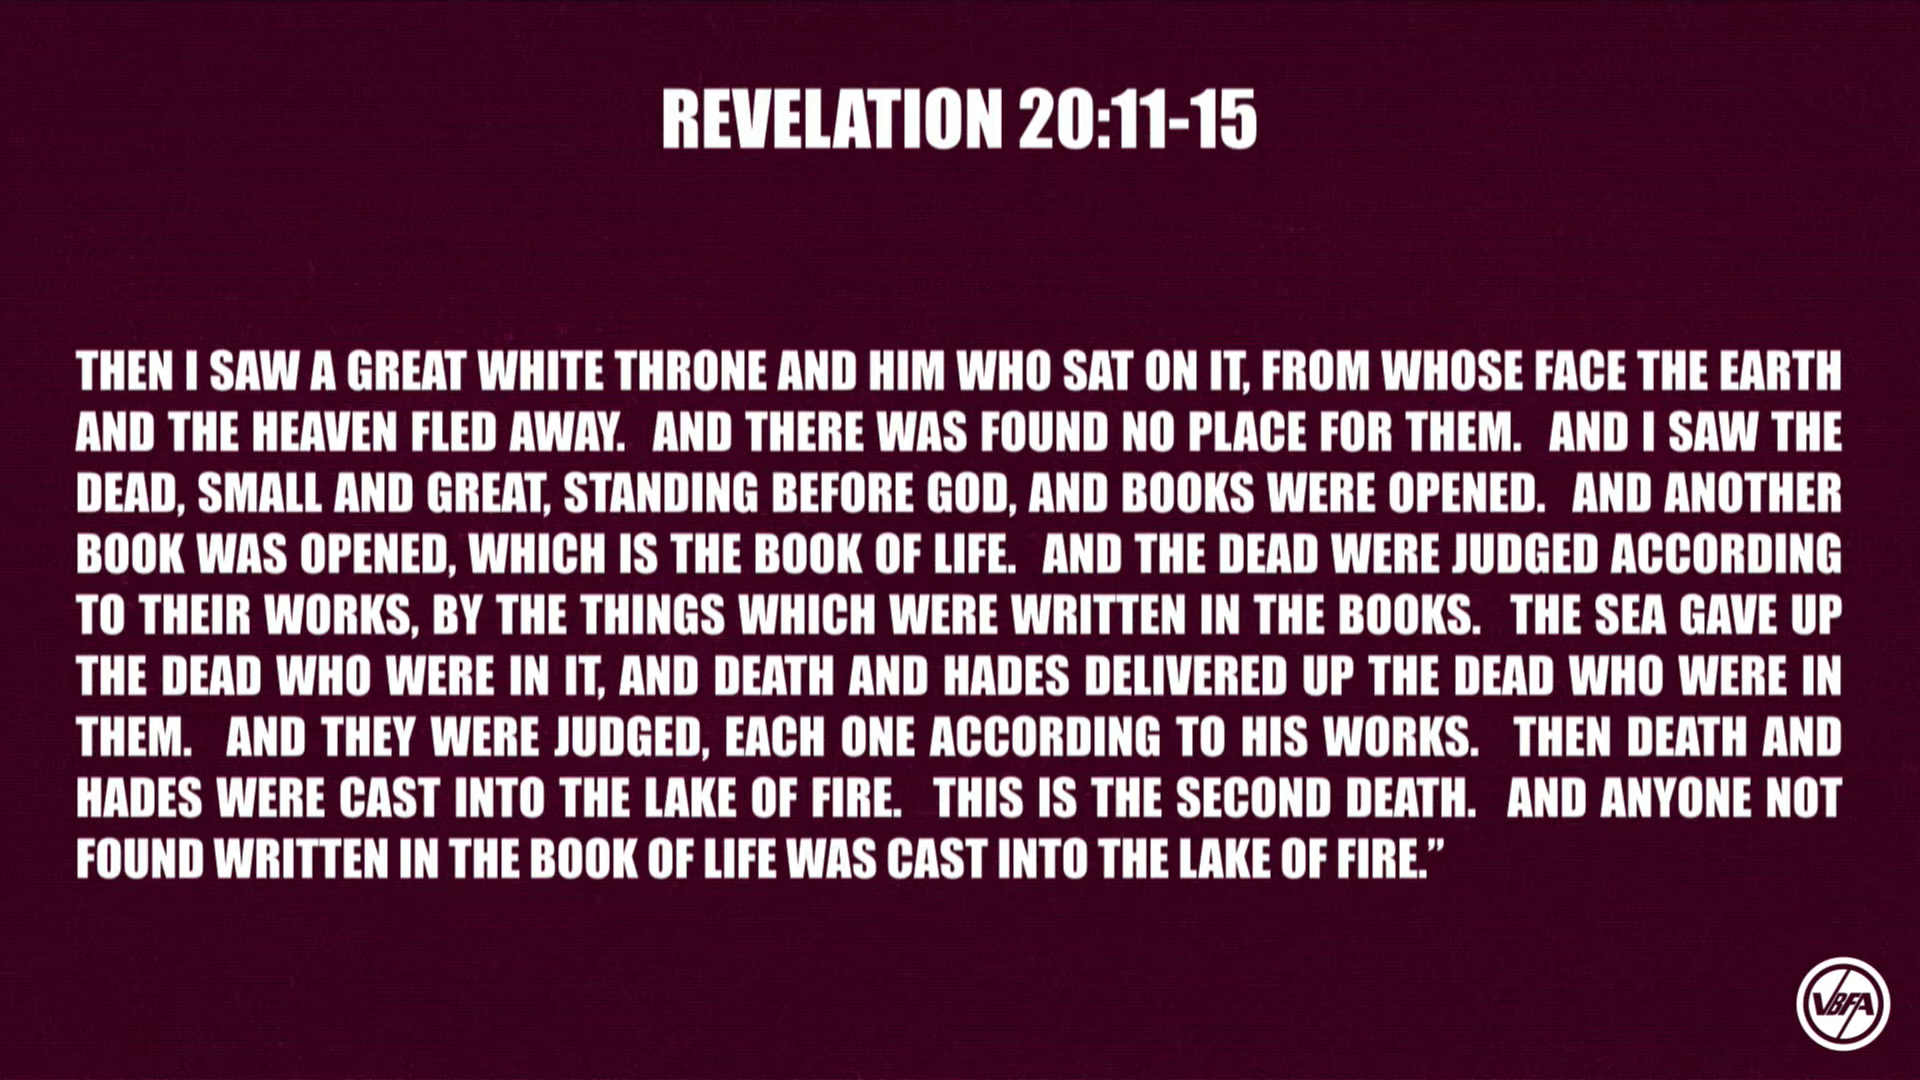 REVELATION 20:11-15
THEN I SAW A GREAT WHITE THRONE AND HIM WHO SAT ON IT, FROM WHOSE FACE THE EARTH
AND THE HEAVEN FLED AWAY. AND THERE WAS FOUND NO PLACE FOR THEM. AND I SAW THE
DEAD, SMALL AND GREAT, STANDING BEFORE GOD, AND BOOKS WERE OPENED. AND ANOTHER
BOOK WAS OPENED, WHICH IS THE BOOK OF LIFE. AND THE DEAD WERE JUDGED ACCORDING
TO THEIR WORKS, BY THE THINGS WHICH WERE WRITTEN IN THE BOOKS. THE SEA GAVE UP
THE DEAD WHO WERE IN IT, AND DEATH AND HADES DELIVERED UP THE DEAD WHO WERE IN
THEM. AND THEY WERE JUDGED, EACH ONE ACCORDING TO HIS WORKS. THEN DEATH AND
HADES WERE CAST INTO THE LAKE OF FIRE. THIS IS THE SECOND DEATH. AND ANYONE NOT
FOUND WRITTEN IN THE BOOK OF LIFE WAS CAST INTO THE LAKE OF FIRE.”
VBFA